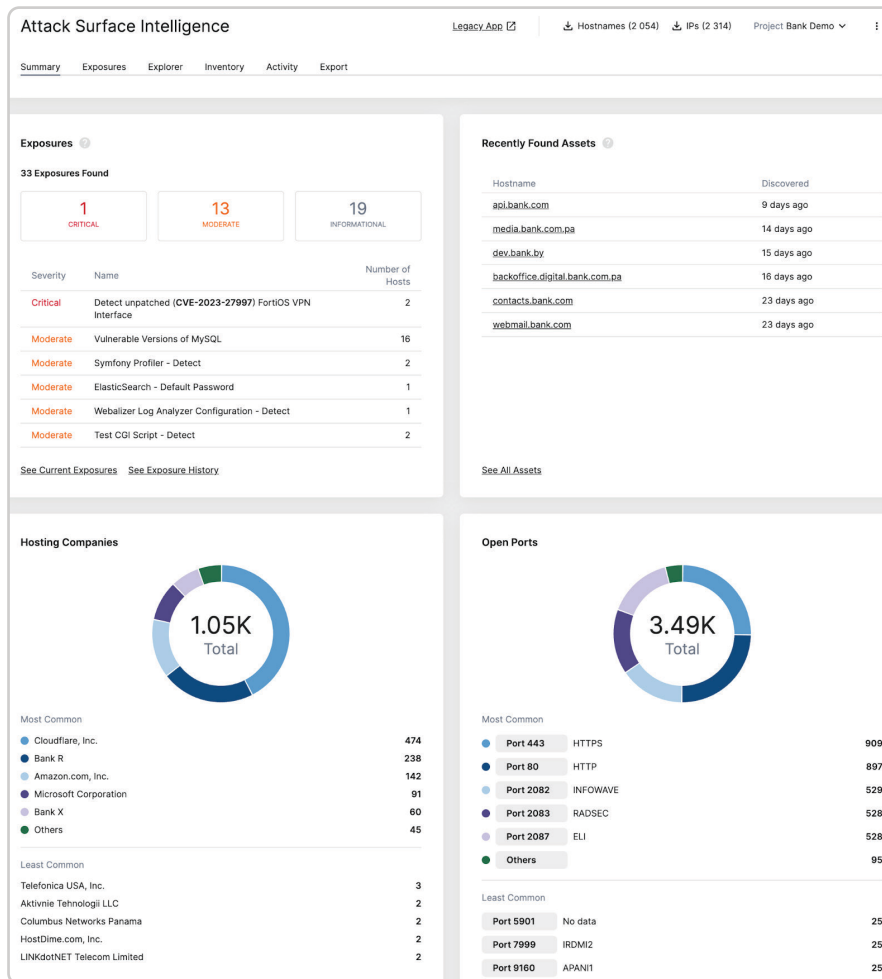 Attack Surface Intelligence
Legacy App
Hostnames (2 054)
IPs (2 314)
Project Bank Demo
Summary
Exposures
Explorer
Inventory
Activity
Export
Exposures
33 Exposures Found
1
CRITICAL
13
MODERATE
19
INFORMATIONAL
Severity Name Number of
Hosts
Critical Detect unpatched (CVE-2023-27997) FortiOS VPN 2
Interface
Moderate Vulnerable Versions of MySQL 16
Moderate Symfony Profiler - Detect 2
Moderate ElasticSearch - Default Password 1
Moderate Webalizer Log Analyzer Configuration - Detect 1
Moderate Test CGI Script - Detect 2
See Current Exposures See Exposure History
Recently Found Assets
Hostname Discovered
api.bank.com 9 days ago
media.bank.com.pa 14 days ago
dev.bank.by 15 days ago
backoffice.digital.bank.com.pa 16 days ago
contacts.bank.com 23 days ago
webmail.bank.com 23 days ago
See All Assets
Hosting Companies
1.05K
Total
Most Common
Cloudflare, Inc. 474
Bank R 238
Amazon.com, Inc. 142
Microsoft Corporation 91
Bank X 60
Others 45
Least Common
Telefonica USA, Inc. 3
Aktivnie Tehnologii LLC 2
Columbus Networks Panama 2
HostDime.com, Inc. 2
LINKdotNET Telecom Limited 2
Open Ports
3.49K
Total
Most Common
Port 443 HTTPS 909
Port 80 HTTP 897
Port 2082 INFOWAVE 529
Port 2083 RADSEC 528
Port 2087 ELI 528
Others 95
Least Common
Port 5901 No data 25
Port 7999 IRDMI2 25
Port 9160 APANI1 25